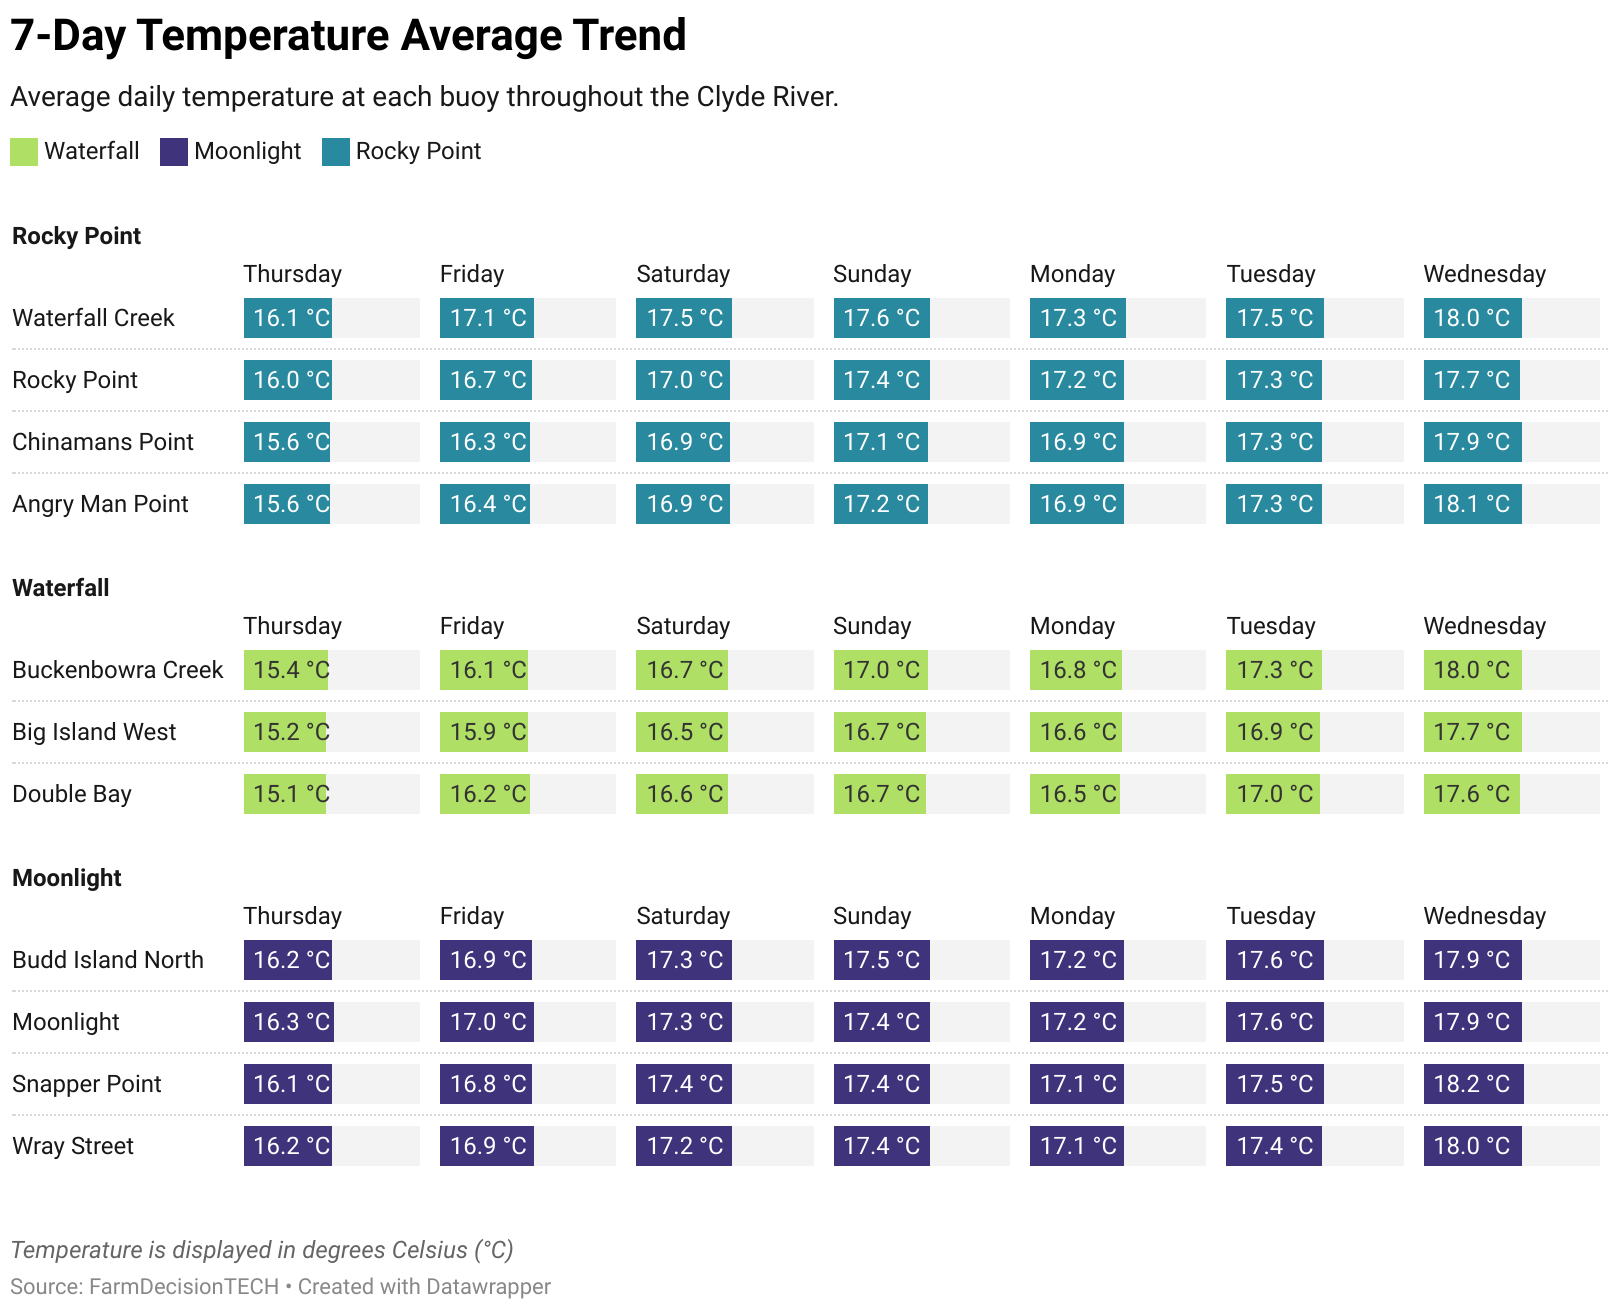 7-Day Temperature Average Trend
Average daily temperature at each buoy throughout the Clyde River.
Waterfall Moonlight Rocky Point
Rocky Point
Thursday Friday Saturday Sunday Monday Tuesday Wednesday
Waterfall Creek 16.1 °C 17.1 °C 17.5 °C 17.6 °C 17.3 °C 17.5 °C 18.0 °C
Rocky Point 16.0 °C 16.7 °C 17.0 °C 17.4 °C 17.2 °C 17.3 °C 17.7 °C
Chinamans Point 15.6 °C 16.3 °C 16.9 °C 17.1 °C 16.9 °C 17.3 °C 17.9 °C
Angry Man Point 15.6 °C 16.4 °C 16.9 °C 17.2 °C 16.9 °C 17.3 °C 18.1 °C
Waterfall
Thursday Friday Saturday Sunday Monday Tuesday Wednesday
Buckenbowra Creek 15.4 °C 16.1 °C 16.7 °C 17.0 °C 16.8 °C 17.3 °C 18.0 °C
Big Island West 15.2 °C 15.9 °C 16.5 °C 16.7 °C 16.6 °C 16.9 °C 17.7 °C
Double Bay 15.1 °C 16.2 °C 16.6 °C 16.7 °C 16.5 °C 17.0 °C 17.6 °C
Moonlight
Thursday Friday Saturday Sunday Monday Tuesday Wednesday
Budd Island North 16.2 °C 16.9 °C 17.3 °C 17.5 °C 17.2 °C 17.6 °C 17.9 °C
Moonlight 16.3 °C 17.0 °C 17.3 °C 17.4 °C 17.2 °C 17.6 °C 17.9 °C
Snapper Point 16.1 °C 16.8 °C 17.4 °C 17.4 °C 17.1 °C 17.5 °C 18.2 °C
Wray Street 16.2 °C 16.9 °C 17.2 °C 17.4 °C 17.1 °C 17.4 °C 18.0 °C
Temperature is displayed in degrees Celsius (°C)
Source: FarmDecisionTECH • Created with Datawrapper